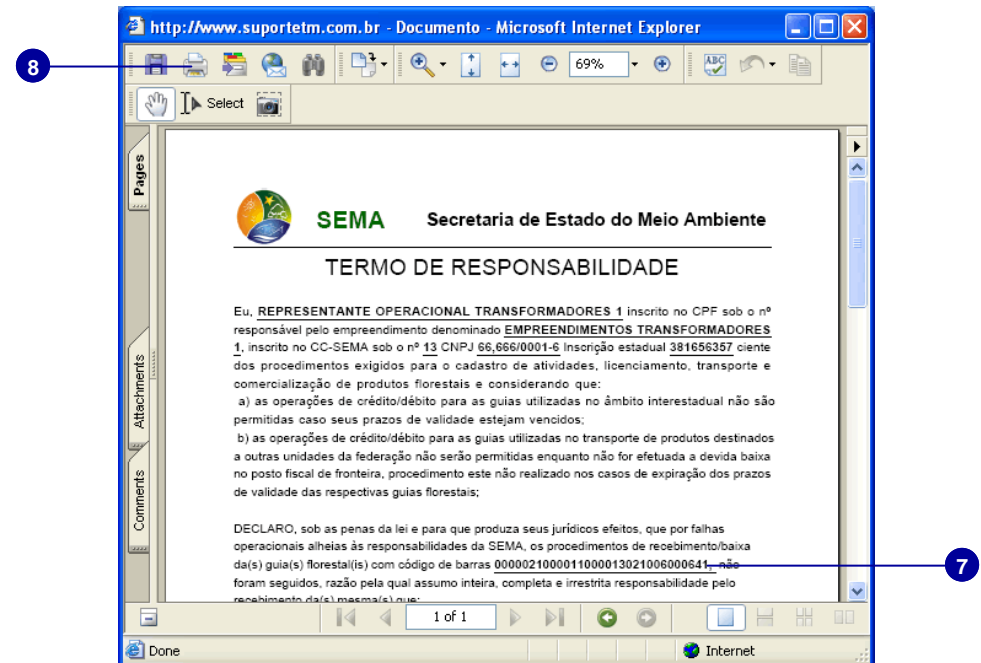 http://www.suportetm.com.br - Documento - Microsoft Internet Explorer
8
69%
ABC
Select
Pages
SEMA Secretaria de Estado do Meio Ambiente
TERMO DE RESPONSABILIDADE
Eu, REPRESENTANTE OPERACIONAL TRANSFORMADORES 1 inscrito no CPF sob o nº
responsável pelo empreendimento denominado EMPREENDIMENTOS TRANSFORMADORES
1, inscrito no CC-SEMA sob o nº 13 CNPJ 66,666/0001-6 Inscrição estadual 381656357 ciente
dos procedimentos exigidos para o cadastro de atividades, licenciamento, transporte e
comercialização de produtos florestais e considerando que:
a) as operações de crédito/débito para as guias utilizadas no âmbito interestadual não são
permitidas caso seus prazos de validade estejam vencidos;
b) as operações de crédito/débito para as guias utilizadas no transporte de produtos destinados
a outras unidades da federação não serão permitidas enquanto não for efetuada a devida baixa
no posto fiscal de fronteira, procedimento este não realizado nos casos de expiração dos prazos
de validade das respectivas guias florestais;
Attachments
Comments
DECLARO, sob as penas da lei e para que produza seus jurídicos efeitos, que por falhas
operacionais alheias às responsabilidades da SEMA, os procedimentos de recebimento/baixa
da(s) guia(s) florestal(is) com código de barras 00000210000110000013021006000641, não
7
foram seguidos, razão pela qual assumo inteira, completa e irrestrita responsabilidade pelo
recebimento da(s) mesma(s) que:
1 of 1
Done
Internet